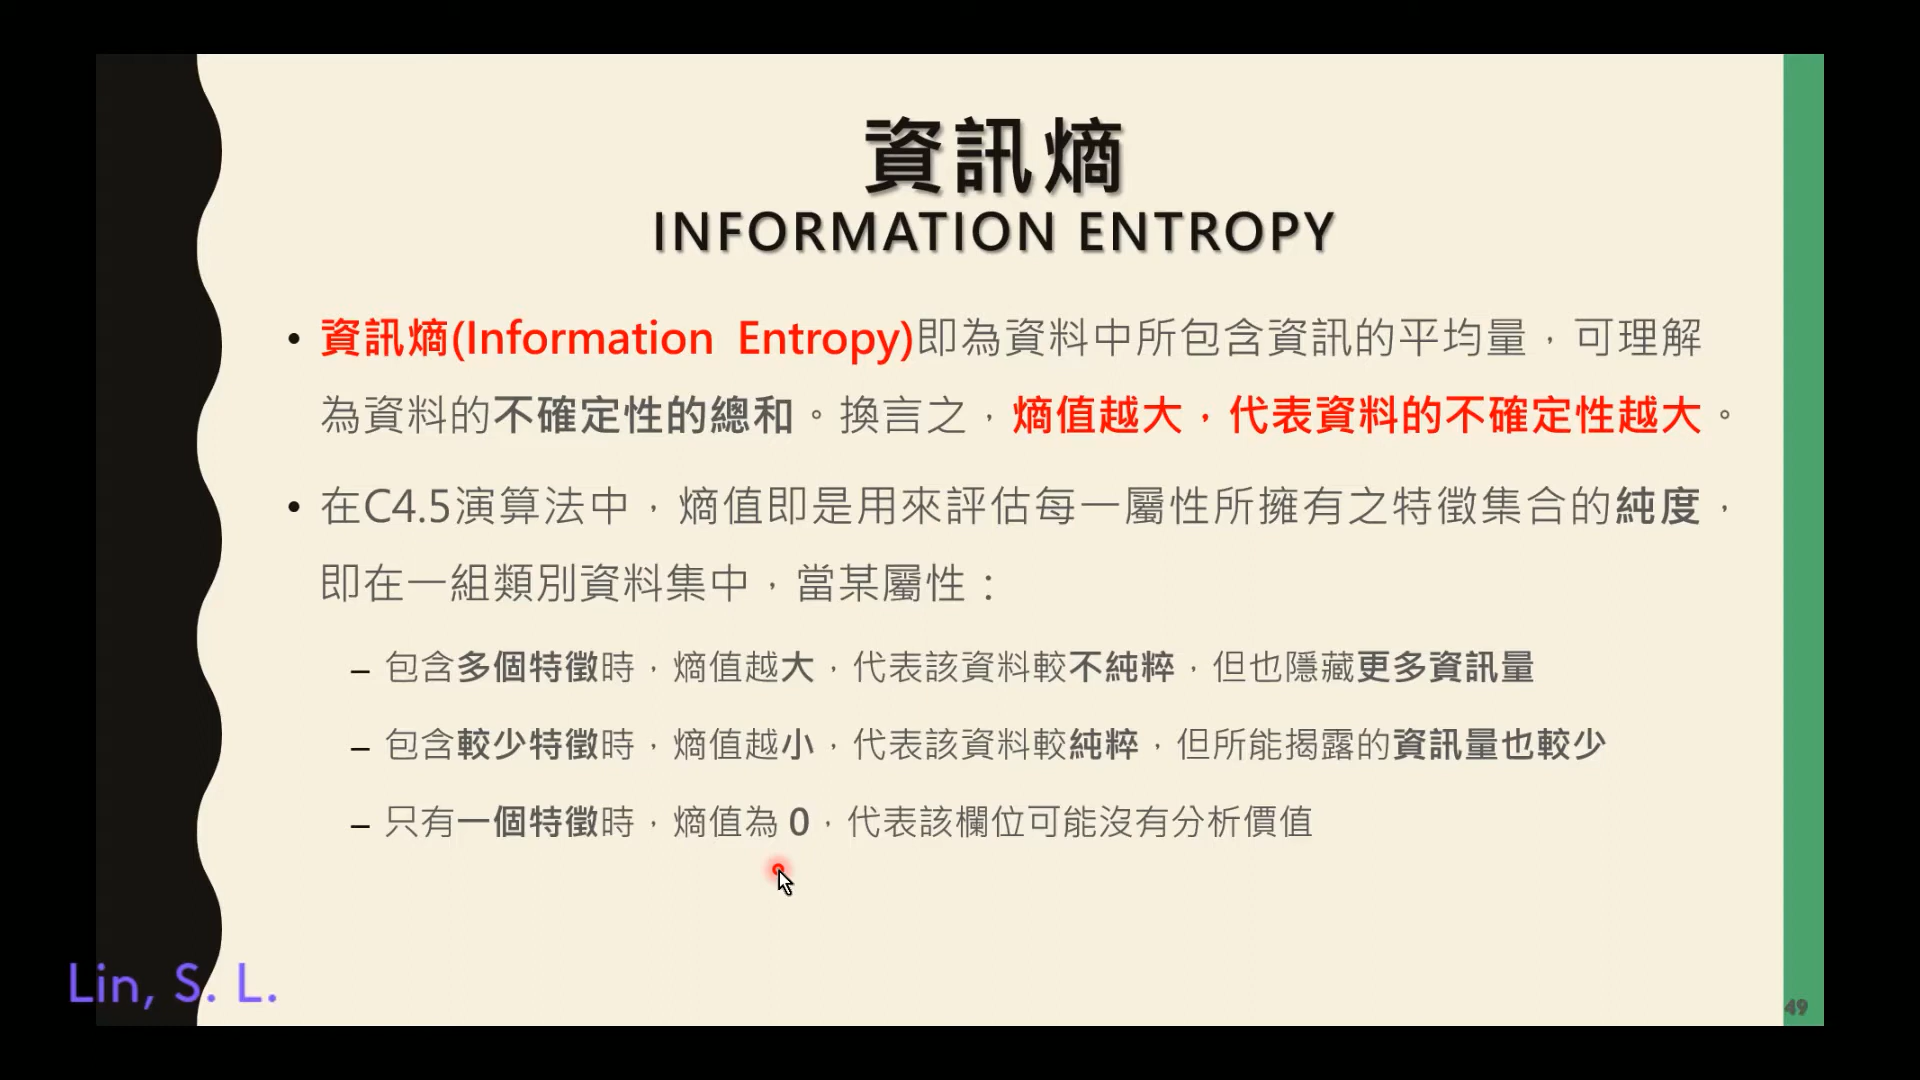 資訊熵
INFORMATION ENTROPY
• 資訊熵(Information Entropy)即為資料中所包含資訊的平均量，可理解
為資料的不確定性的總和。換言之，熵值越大，代表資料的不確定性越大。
• 在C4.5演算法中，熵值即是用來評估每一屬性所擁有之特徵集合的純度，
即在一組類別資料集中，當某屬性：
– 包含多個特徵時，熵值越大，代表該資料較不純粹，但也隱藏更多資訊量
– 包含較少特徵時，熵值越小，代表該資料較純粹，但所能揭露的資訊量也較少
– 只有一個特徵時，熵值為 0，代表該欄位可能沒有分析價值
Lin, S. L.
49